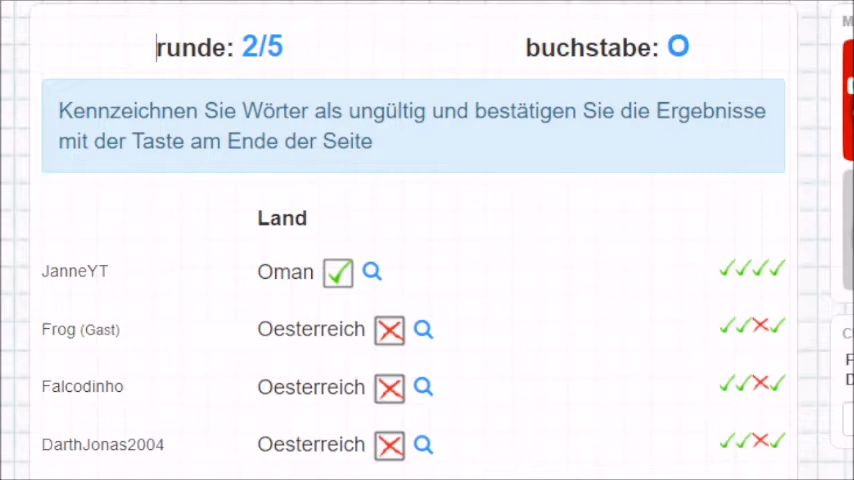 runde: 2/5 buchstabe: O
Kennzeichnen Sie Wörter als ungültig und bestätigen Sie die Ergebnisse
mit der Taste am Ende der Seite
Land
JanneYT Oman
Frog (Gast) Oesterreich
Falcodinho Oesterreich
DarthJonas2004 Oesterreich